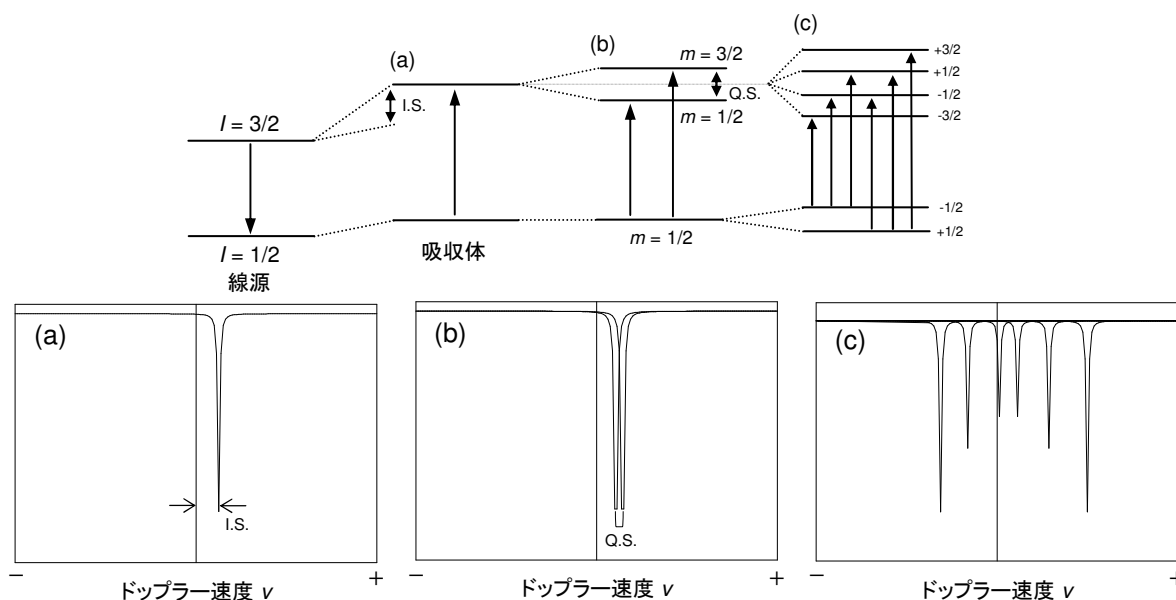 (a)
(b)
(c)
I = 3/2
I.S.
m = 3/2
Q.S.
m = 1/2
+3/2
+1/2
-1/2
-3/2
I = 1/2
線源
吸収体
m = 1/2
-1/2
+1/2
(a)
I.S.
− ドップラー速度 v +
(b)
Q.S.
− ドップラー速度 v +
(c)
− ドップラー速度 v +